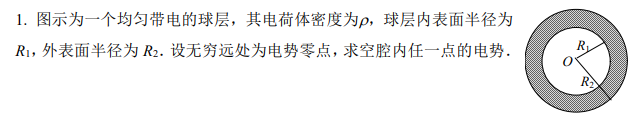 1. 图示为一个均匀带电的球层，其电荷体密度为ρ，球层内表面半径为
R₁，外表面半径为 R₂．设无穷远处为电势零点，求空腔内任一点的电势．
R₁
O
R₂